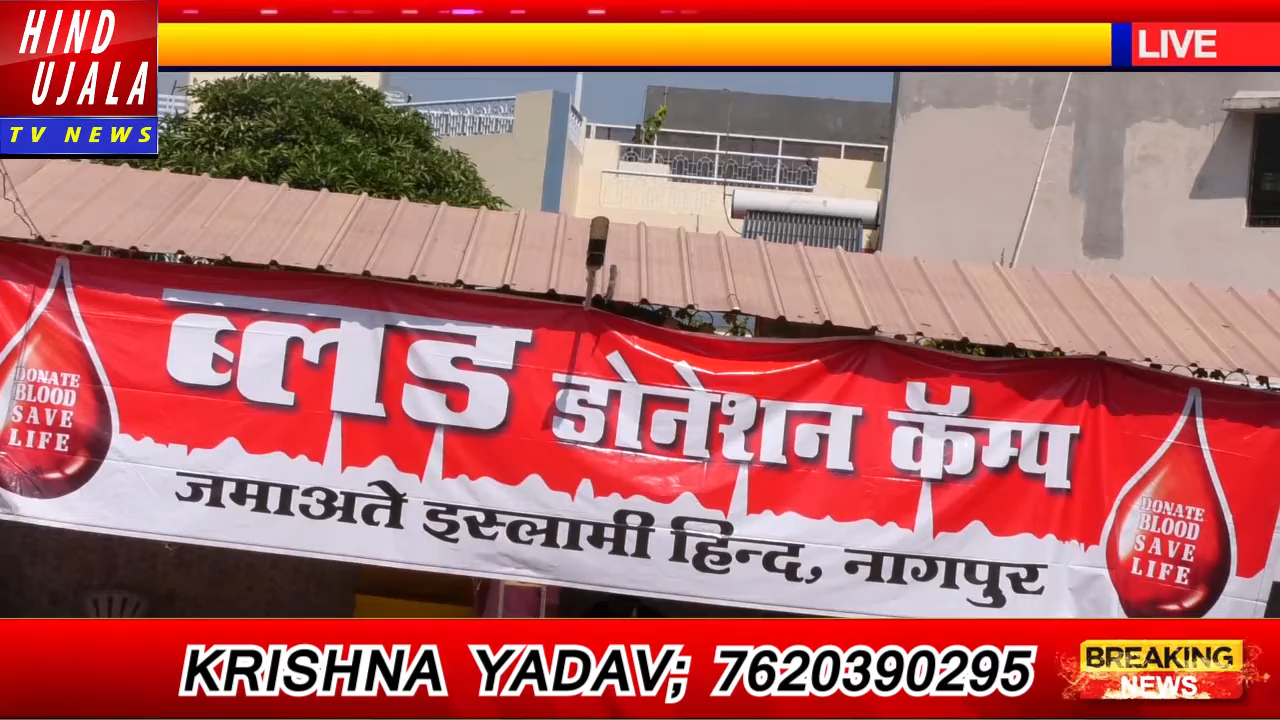 HIND
UJALA
TV NEWS
LIVE
ब्लड डोनेशन कॅम्प
DONATE
BLOOD
SAVE
LIFE
जमाअते इस्लामी हिन्द, नागपुर
DONATE
BLOOD
SAVE
LIFE
KRISHNA YADAV; 7620390295
BREAKING
NEWS